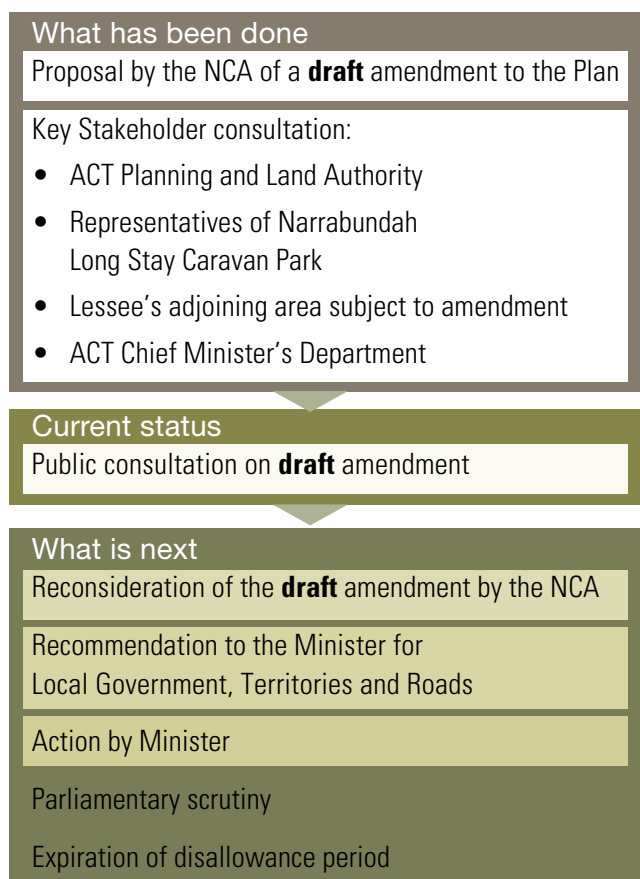 What has been done
Proposal by the NCA of a draft amendment to the Plan
Key Stakeholder consultation:
• ACT Planning and Land Authority
• Representatives of Narrabundah
Long Stay Caravan Park
• Lessee's adjoining area subject to amendment
• ACT Chief Minister's Department
Current status
Public consultation on draft amendment
What is next
Reconsideration of the draft amendment by the NCA
Recommendation to the Minister for
Local Government, Territories and Roads
Action by Minister
Parliamentary scrutiny
Expiration of disallowance period